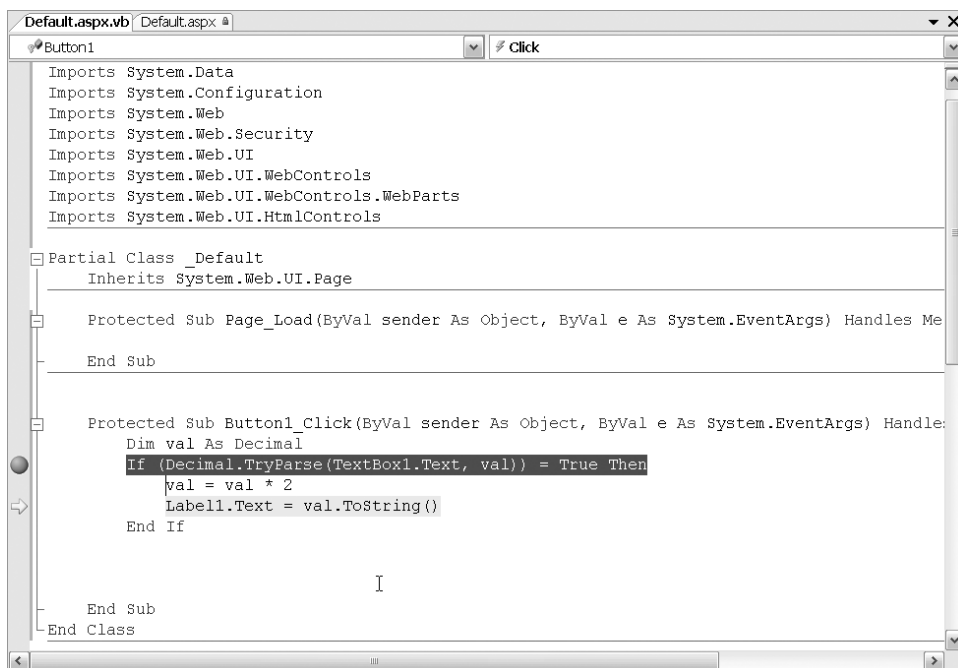 Default.aspx.vb Default.aspx
Button1 Click
Imports System.Data
Imports System.Configuration
Imports System.Web
Imports System.Web.Security
Imports System.Web.UI
Imports System.Web.UI.WebControls
Imports System.Web.UI.WebControls.WebParts
Imports System.Web.UI.HtmlControls
Partial Class _Default
Inherits System.Web.UI.Page
Protected Sub Page_Load(ByVal sender As Object, ByVal e As System.EventArgs) Handles Me
End Sub
Protected Sub Button1_Click(ByVal sender As Object, ByVal e As System.EventArgs) Handles
Dim val As Decimal
If (Decimal.TryParse(TextBox1.Text, val)) = True Then
val = val * 2
Label1.Text = val.ToString()
End If
End Sub
End Class